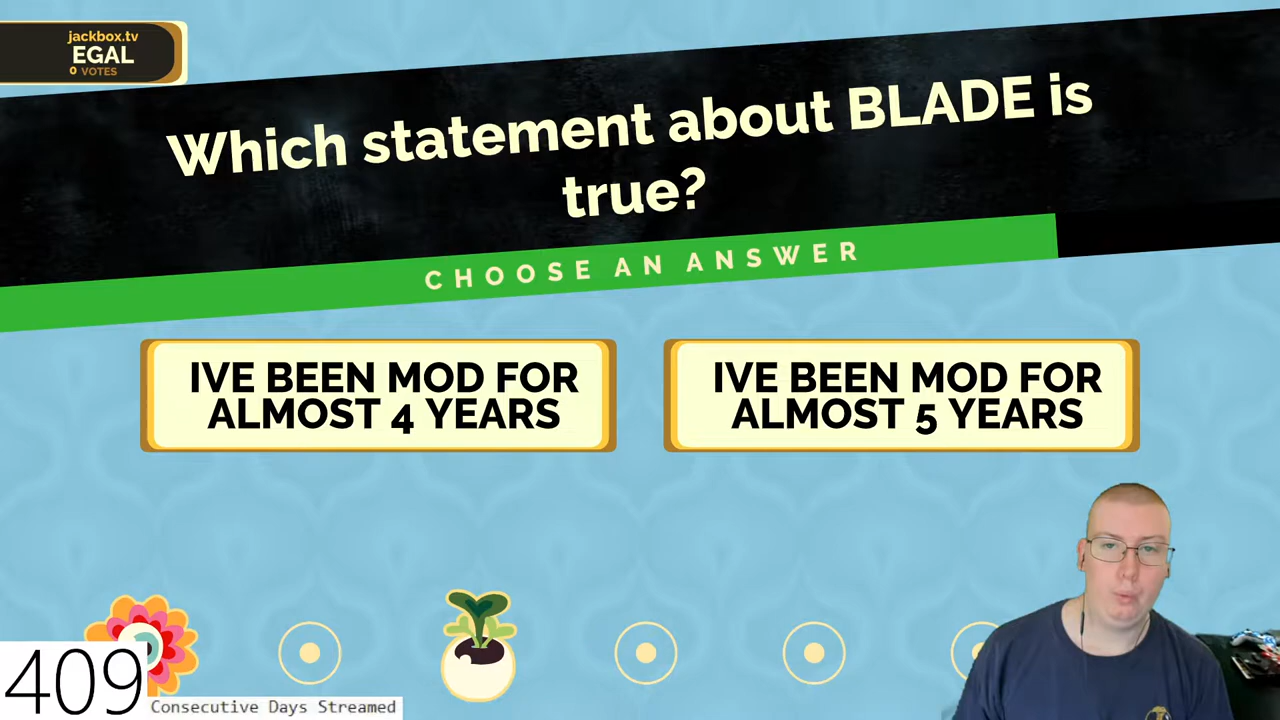 jackbox.tv
EGAL
0 VOTES
Which statement about BLADE is
true?
CHOOSE AN ANSWER
IVE BEEN MOD FOR
ALMOST 4 YEARS
IVE BEEN MOD FOR
ALMOST 5 YEARS
409
Consecutive Days Streamed